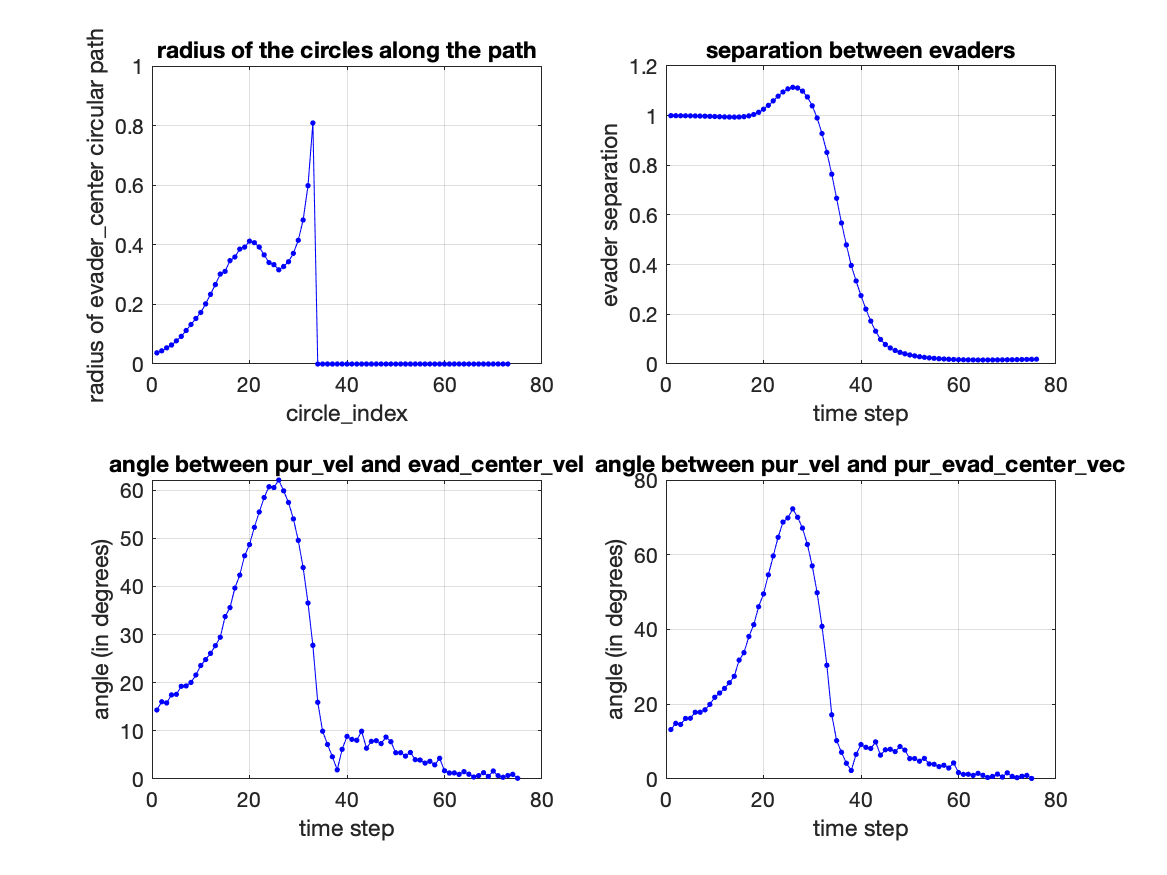 radius of the circles along the path
radius of evader_center circular path
1
0.8
0.6
0.4
0.2
0
0 20 40 60 80
circle_index
separation between evaders
evader separation
1.2
1
0.8
0.6
0.4
0.2
0
0 20 40 60 80
time step
angle between pur_vel and evad_center_vel
angle (in degrees)
60
50
40
30
20
10
0
0 20 40 60 80
time step
angle between pur_vel and pur_evad_center_vec
angle (in degrees)
80
60
40
20
0
0 20 40 60 80
time step